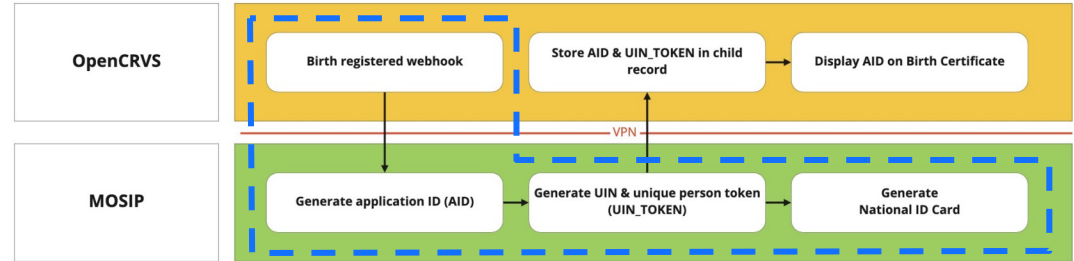 OpenCRVS
Birth registered webhook
Store AID & UIN_TOKEN in child
record
Display AID on Birth Certificate
VPN
MOSIP
Generate application ID (AID)
Generate UIN & unique person token
(UIN_TOKEN)
Generate
National ID Card